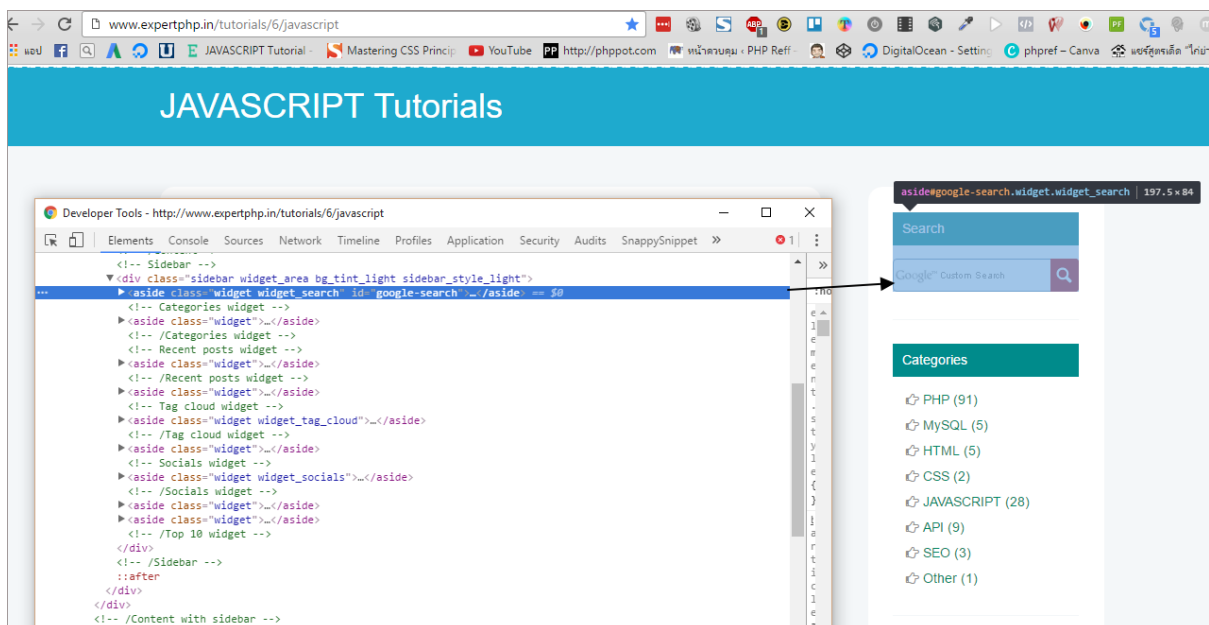 www.expertphp.in/tutorials/6/javascript
แอป JAVASCRIPT Tutorial - Mastering CSS Princip YouTube PP http://phppot.com หน้าควบคุม ‹ PHP Reff - DigitalOcean - Setting phpref – Canva
JAVASCRIPT Tutorials
aside#google-search.widget.widget_search | 197.5 × 84
Search
Google™ Custom Search
Developer Tools - http://www.expertphp.in/tutorials/6/javascript
Elements Console Sources Network Timeline Profiles Application Security Audits SnappySnippet » 1
<!-- Sidebar -->
▼<div class="sidebar widget_area bg_tint_light sidebar_style_light">
▶<aside class="widget widget_search" id="google-search">…</aside> == $0
<!-- Categories widget -->
▶<aside class="widget">…</aside>
<!-- /Categories widget -->
<!-- Recent posts widget -->
▶<aside class="widget">…</aside>
<!-- /Recent posts widget -->
▶<aside class="widget">…</aside>
<!-- Tag cloud widget -->
▶<aside class="widget widget_tag_cloud">…</aside>
<!-- /Tag cloud widget -->
▶<aside class="widget">…</aside>
<!-- Socials widget -->
▶<aside class="widget widget_socials">…</aside>
<!-- /Socials widget -->
▶<aside class="widget">…</aside>
▶<aside class="widget">…</aside>
<!-- /Top 10 widget -->
</div>
<!-- /Sidebar -->
::after
</div>
</div>
<!-- /Content with sidebar -->
Categories
PHP (91)
MySQL (5)
HTML (5)
CSS (2)
JAVASCRIPT (28)
API (9)
SEO (3)
Other (1)